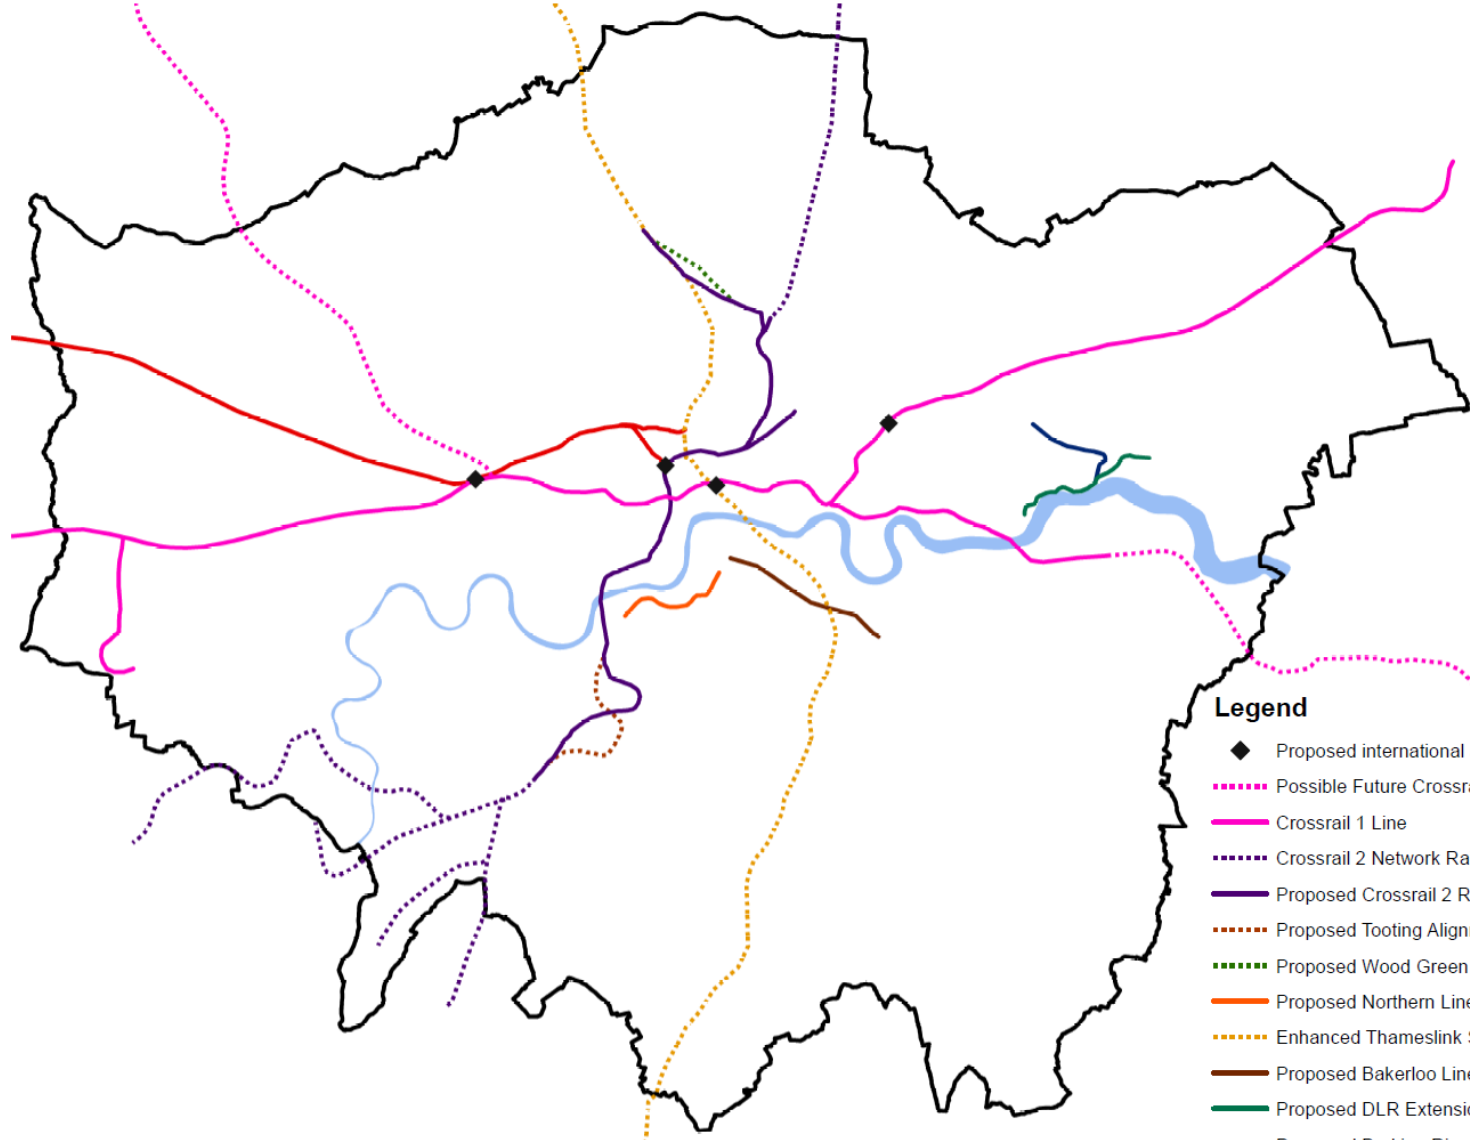 Legend
Proposed international
Possible Future Crossra
Crossrail 1 Line
Crossrail 2 Network Ra
Proposed Crossrail 2 R
Proposed Tooting Align
Proposed Wood Green
Proposed Northern Line
Enhanced Thameslink S
Proposed Bakerloo Line
Proposed DLR Extensi